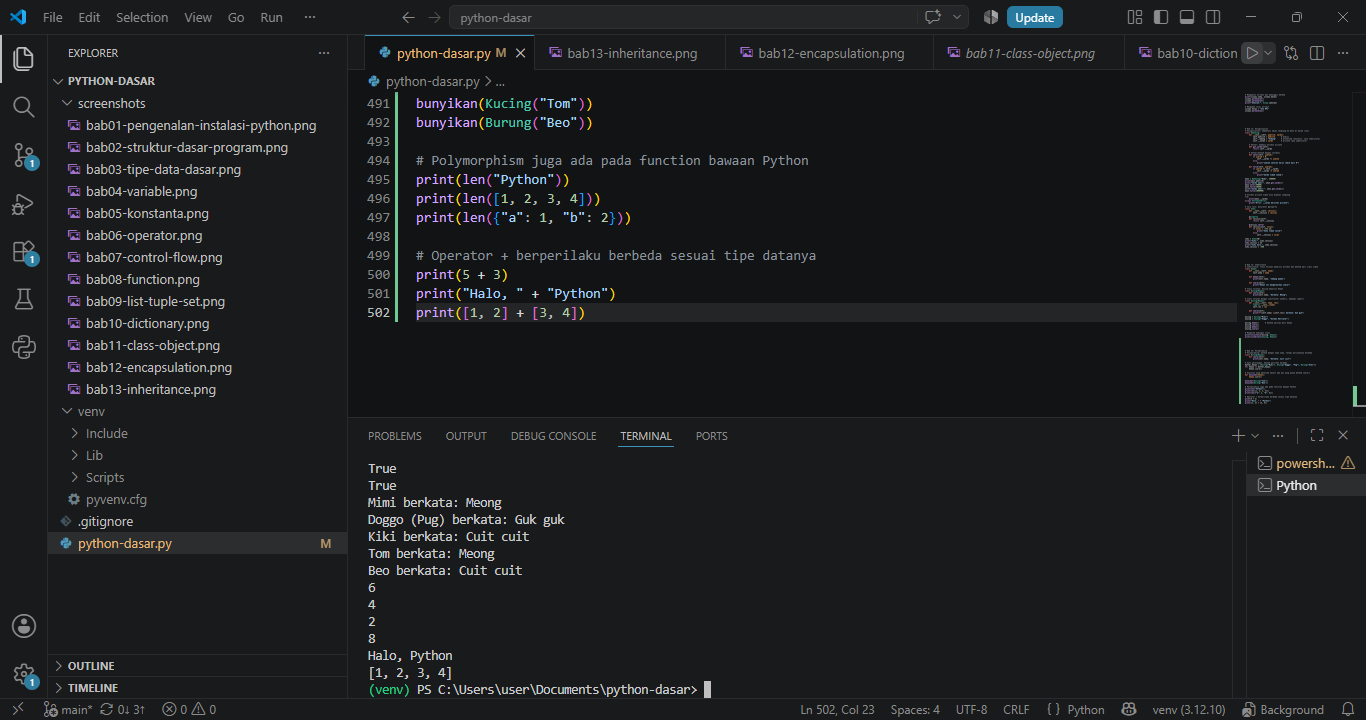 File Edit Selection View Go Run ···
python-dasar
Update
EXPLORER ···
PYTHON-DASAR
screenshots
bab01-pengenalan-instalasi-python.png
bab02-struktur-dasar-program.png
bab03-tipe-data-dasar.png
bab04-variable.png
bab05-konstanta.png
bab06-operator.png
bab07-control-flow.png
bab08-function.png
bab09-list-tuple-set.png
bab10-dictionary.png
bab11-class-object.png
bab12-encapsulation.png
bab13-inheritance.png
venv
Include
Lib
Scripts
pyvenv.cfg
.gitignore
python-dasar.py M
OUTLINE
TIMELINE
1
1
1
python-dasar.py M
bab13-inheritance.png
bab12-encapsulation.png
bab11-class-object.png
bab10-diction
python-dasar.py > ...
491 bunyikan(Kucing("Tom"))
492 bunyikan(Burung("Beo"))
493
494 # Polymorphism juga ada pada function bawaan Python
495 print(len("Python"))
496 print(len([1, 2, 3, 4]))
497 print(len({"a": 1, "b": 2}))
498
499 # Operator + berperilaku berbeda sesuai tipe datanya
500 print(5 + 3)
501 print("Halo, " + "Python")
502 print([1, 2] + [3, 4])
PROBLEMS OUTPUT DEBUG CONSOLE TERMINAL PORTS
True
True
Mimi berkata: Meong
Doggo (Pug) berkata: Guk guk
Kiki berkata: Cuit cuit
Tom berkata: Meong
Beo berkata: Cuit cuit
6
4
2
8
Halo, Python
[1, 2, 3, 4]
(venv) PS C:\Users\user\Documents\python-dasar>
powersh...
Python
main* 0↓ 3↑ 0 0
Ln 502, Col 23 Spaces: 4 UTF-8 CRLF { } Python venv (3.12.10) Background